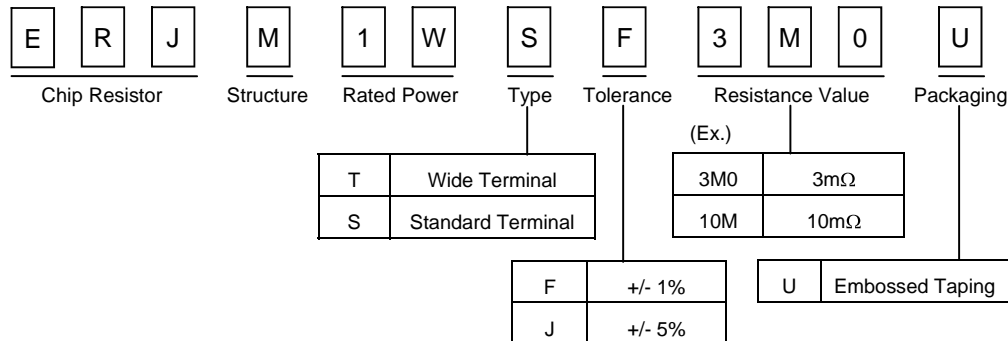 E R J M 1 W S F 3 M 0 U
Chip Resistor Structure Rated Power Type Tolerance Resistance Value Packaging
(Ex.)
T Wide Terminal
S Standard Terminal
3M0 3mΩ
10M 10mΩ
F +/- 1%
J +/- 5%
U Embossed Taping